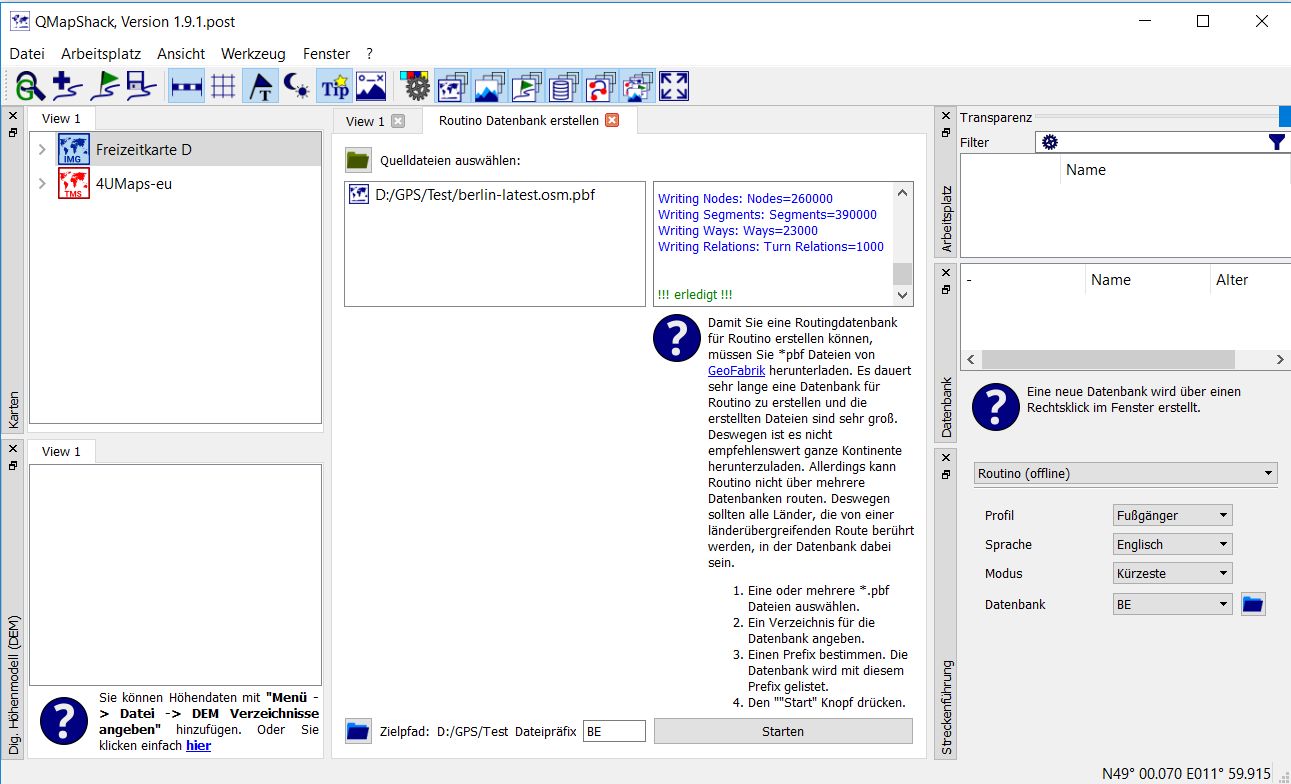 QMapShack, Version 1.9.1.post
Datei Arbeitsplatz Ansicht Werkzeug Fenster ?
Tip
Karten
View 1
IMG Freizeitkarte D
TMS 4UMaps-eu
Dig. Höhenmodell (DEM)
View 1
Sie können Höhendaten mit "Menü -
> Datei -> DEM Verzeichnisse
angeben" hinzufügen. Oder Sie
klicken einfach hier
View 1 Routino Datenbank erstellen
Quelldateien auswählen:
D:/GPS/Test/berlin-latest.osm.pbf
Writing Nodes: Nodes=260000
Writing Segments: Segments=390000
Writing Ways: Ways=23000
Writing Relations: Turn Relations=1000
!!! erledigt !!!
Damit Sie eine Routingdatenbank
für Routino erstellen können,
müssen Sie *pbf Dateien von
GeoFabrik herunterladen. Es dauert
sehr lange eine Datenbank für
Routino zu erstellen und die
erstellten Dateien sind sehr groß.
Deswegen ist es nicht
empfehlenswert ganze Kontinente
herunterzuladen. Allerdings kann
Routino nicht über mehrere
Datenbanken routen. Deswegen
sollten alle Länder, die von einer
länderübergreifenden Route berührt
werden, in der Datenbank dabei
sein.
1. Eine oder mehrere *.pbf
Dateien auswählen.
2. Ein Verzeichnis für die
Datenbank angeben.
3. Einen Prefix bestimmen. Die
Datenbank wird mit diesem
Prefix gelistet.
4. Den ""Start" Knopf drücken.
Zielpfad: D:/GPS/Test Dateipräfix BE Starten
Arbeitsplatz
Transparenz
Filter
Name
Datenbank
- Name Alter
Eine neue Datenbank wird über einen
Rechtsklick im Fenster erstellt.
Streckenführung
Routino (offline)
Profil Fußgänger
Sprache Englisch
Modus Kürzeste
Datenbank BE
N49° 00.070 E011° 59.915